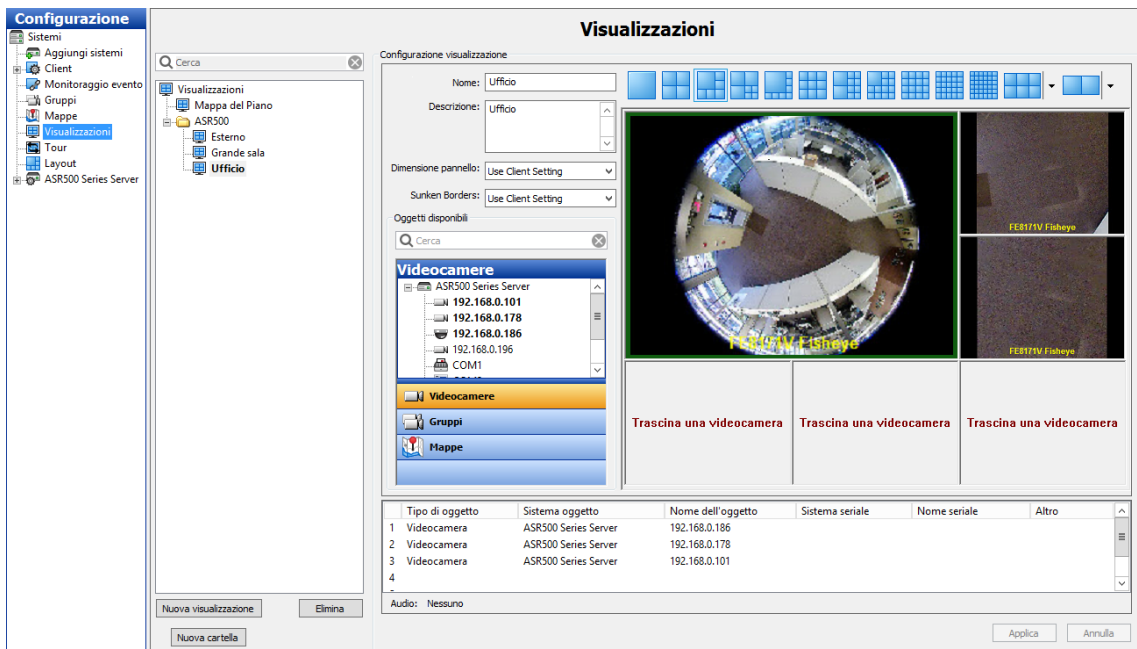 Configurazione
Sistemi
Aggiungi sistemi
Client
Monitoraggio evento
Gruppi
Mappe
Visualizzazioni
Tour
Layout
ASR500 Series Server
Visualizzazioni
Cerca
Visualizzazioni
Mappa del Piano
ASR500
Esterno
Grande sala
Ufficio
Nuova visualizzazione
Elimina
Nuova cartella
Configurazione visualizzazione
Nome: Ufficio
Descrizione: Ufficio
Dimensione pannello: Use Client Setting
Sunken Borders: Use Client Setting
Oggetti disponibili
Cerca
Videocamere
ASR500 Series Server
192.168.0.101
192.168.0.178
192.168.0.186
192.168.0.196
COM1
Videocamere
Gruppi
Mappe
FE8171V Fisheye
FE8171V Fisheye
FE8171V Fisheye
Trascina una videocamera
Trascina una videocamera
Trascina una videocamera
Tipo di oggetto Sistema oggetto Nome dell'oggetto Sistema seriale Nome seriale Altro
1 Videocamera ASR500 Series Server 192.168.0.186
2 Videocamera ASR500 Series Server 192.168.0.178
3 Videocamera ASR500 Series Server 192.168.0.101
4
Audio: Nessuno
Applica
Annulla